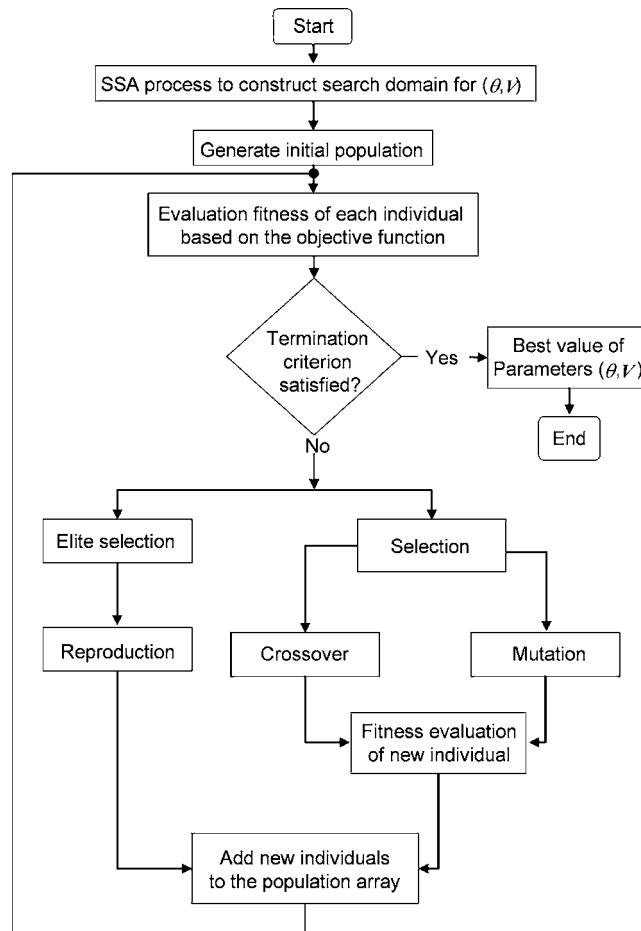 Start
SSA process to construct search domain for (θ,V)
Generate initial population
Evaluation fitness of each individual
based on the objective function
Termination
criterion
satisfied?
Yes
Best value of
Parameters (θ,V)
End
No
Elite selection
Selection
Reproduction
Crossover
Mutation
Fitness evaluation
of new individual
Add new individuals
to the population array